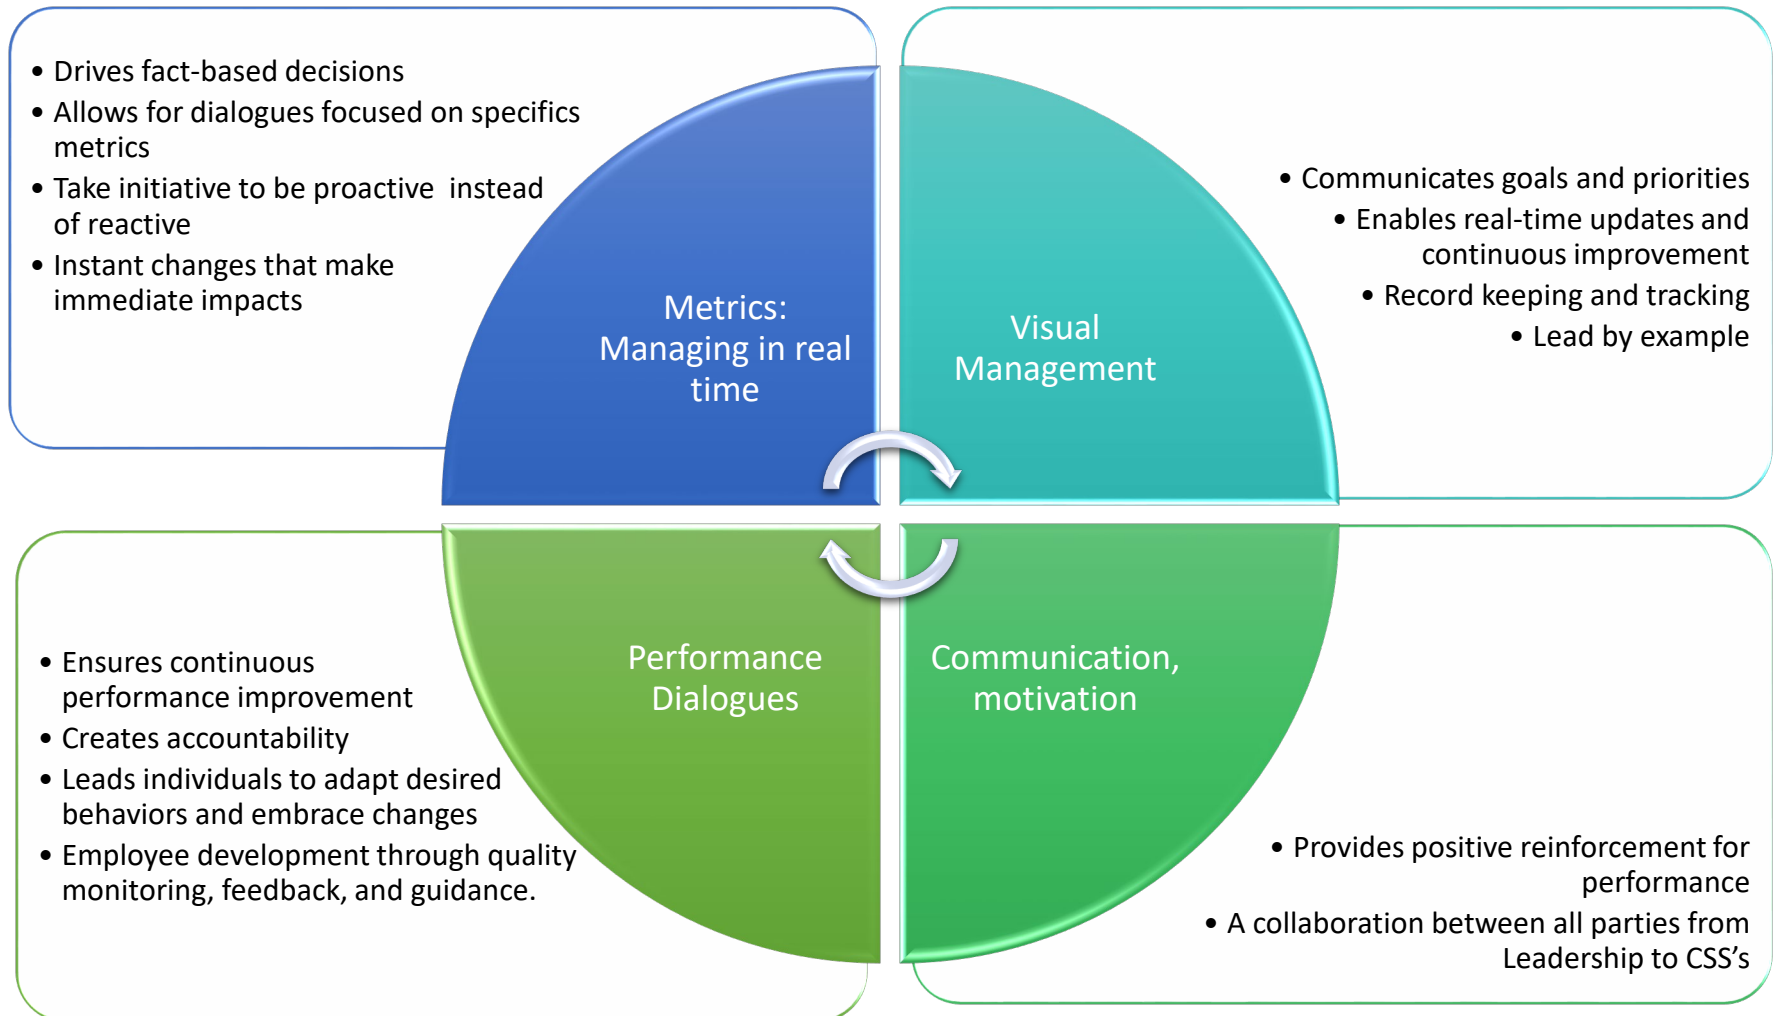 • Drives fact-based decisions
• Allows for dialogues focused on specifics
metrics
• Take initiative to be proactive  instead
of reactive
• Instant changes that make
immediate impacts
Metrics:
Managing in real
time
Visual
Management
• Communicates goals and priorities
• Enables real-time updates and
continuous improvement
• Record keeping and tracking
• Lead by example
• Ensures continuous
performance improvement
• Creates accountability
• Leads individuals to adapt desired
behaviors and embrace changes
• Employee development through quality
monitoring, feedback, and guidance.
Performance
Dialogues
Communication,
motivation
• Provides positive reinforcement for
performance
• A collaboration between all parties from
Leadership to CSS’s